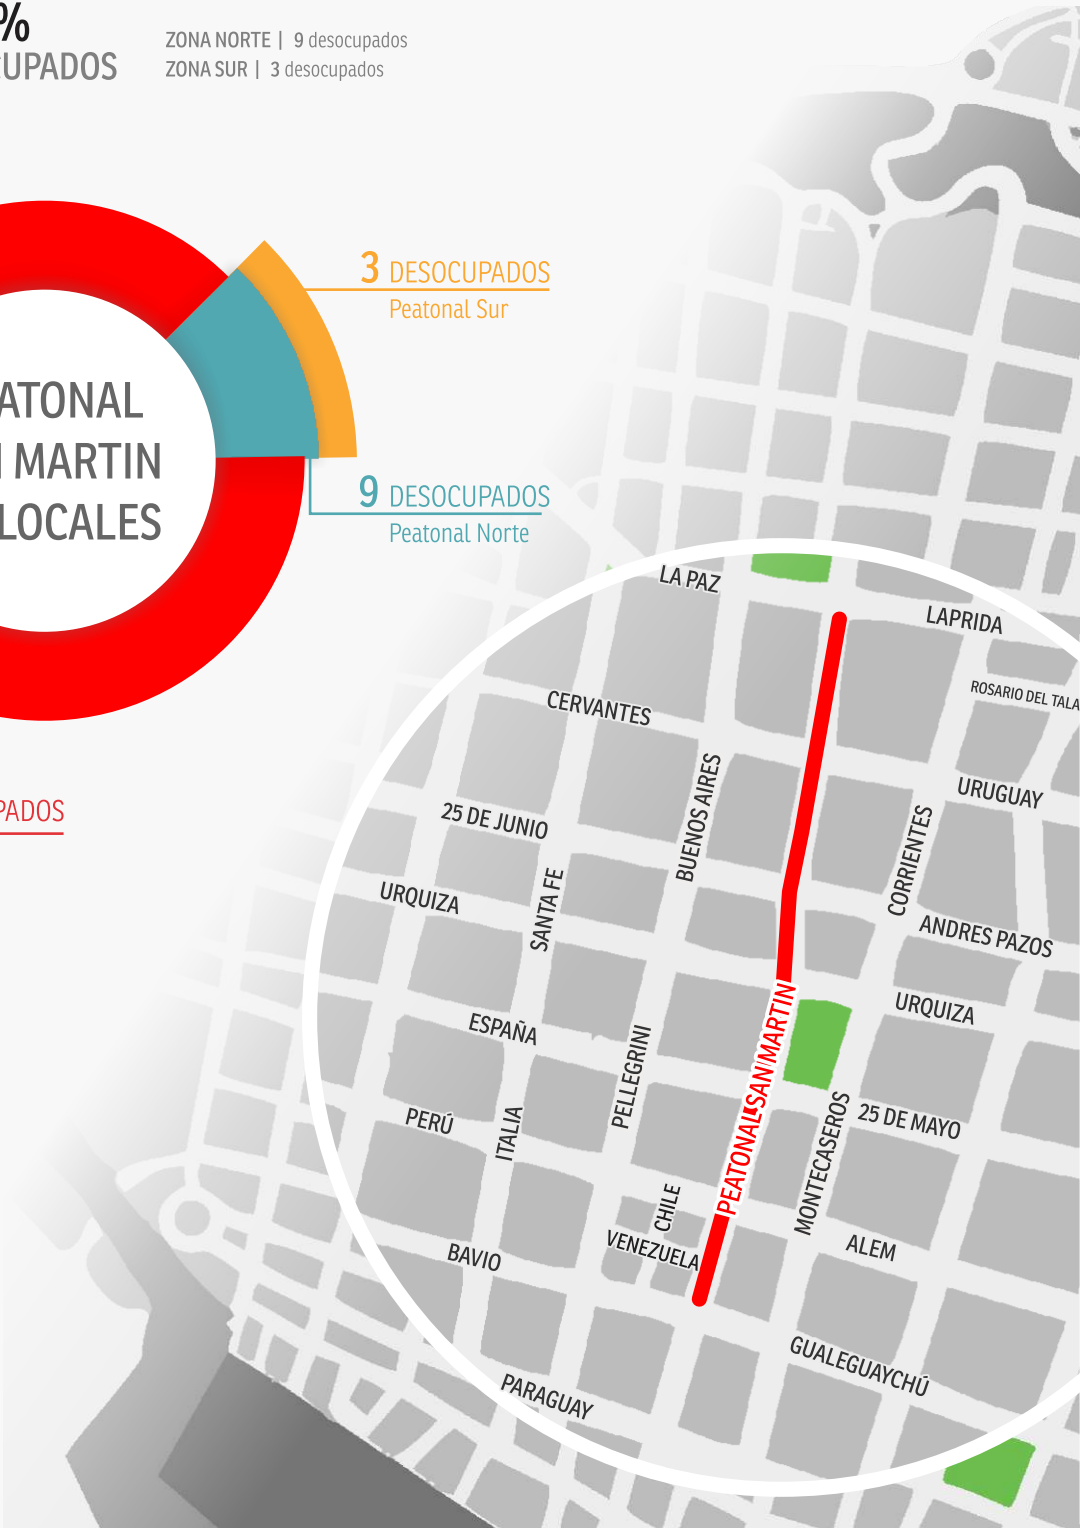 %
CUPADOS
ZONA NORTE | 9 desocupados
ZONA SUR | 3 desocupados
3 DESOCUPADOS
Peatonal Sur
ATONAL
MARTIN
LOCALES
9 DESOCUPADOS
Peatonal Norte
PADOS
LA PAZ
LAPRIDA
ROSARIO DEL TALA
CERVANTES
URUGUAY
BUENOS AIRES
25 DE JUNIO
CORRIENTES
URQUIZA
SANTA FE
ANDRES PAZOS
URQUIZA
ESPAÑA
PELLEGRINI
PEATONAL SAN MARTIN
25 DE MAYO
PERÚ
ITALIA
MONTECASEROS
CHILE
VENEZUELA
ALEM
BAVIO
GUALEGUAYCHÚ
PARAGUAY